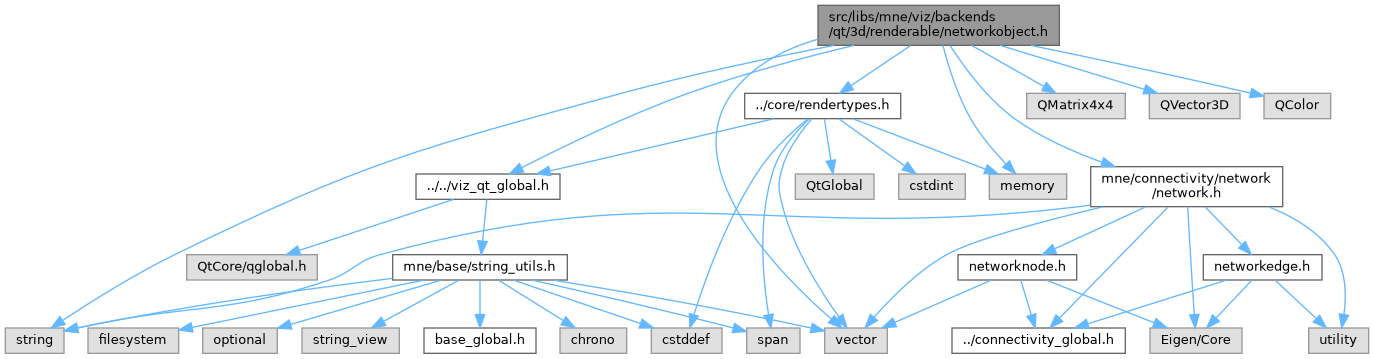 src/libs/mne/viz/backends
/qt/3d/renderable/networkobject.h
../core/rendertypes.h
QMatrix4x4
QVector3D
QColor
../../viz_qt_global.h
QtGlobal
cstdint
memory
mne/connectivity/network
/network.h
QtCore/qglobal.h
mne/base/string_utils.h
networknode.h
networkedge.h
string
filesystem
optional
string_view
base_global.h
chrono
cstddef
span
vector
../connectivity_global.h
Eigen/Core
utility